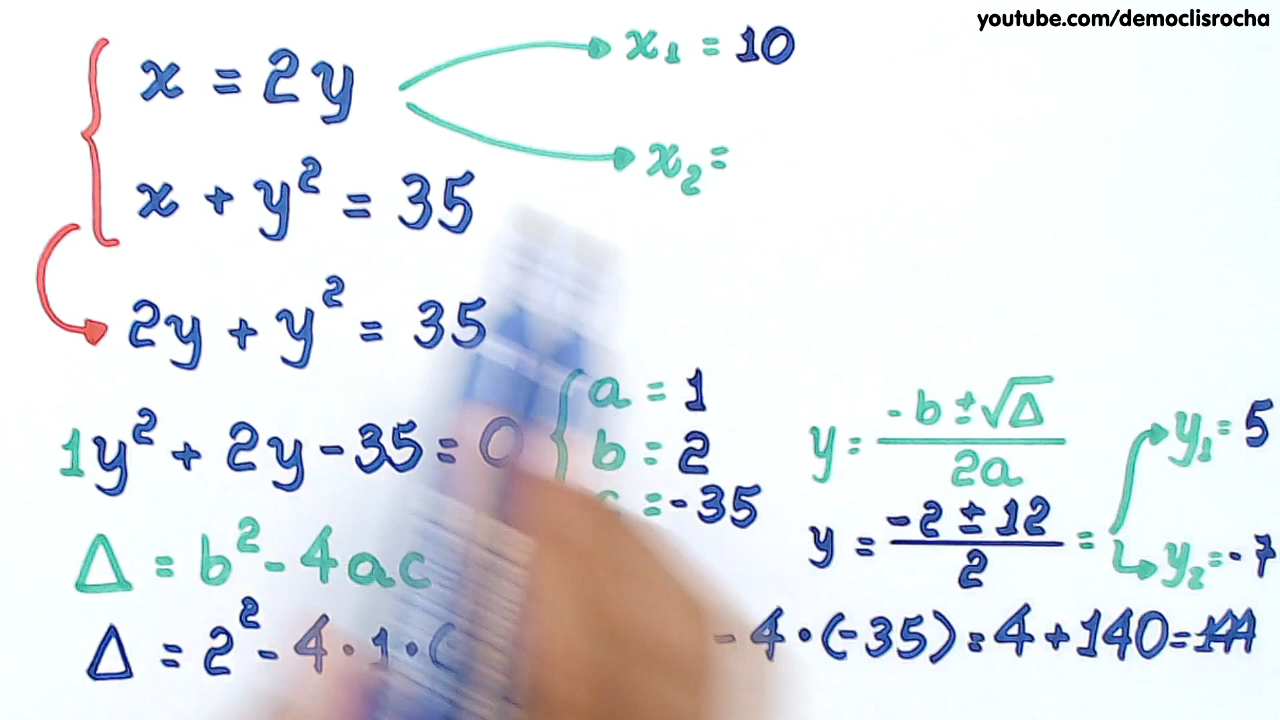 youtube.com/democlisrocha
x = 2y
x₁ = 10
x₂ =
x + y² = 35
2y + y² = 35
1y² + 2y - 35 = 0
a = 1
b = 2
c = -35
Δ = b² - 4ac
Δ = 2² - 4 · 1 · (
- 4 · (-35) = 4 + 140 = 144
y = (-b ± √Δ)/2a
y = (-2 ± 12)/2 =
y₁ = 5
y₂ = -7